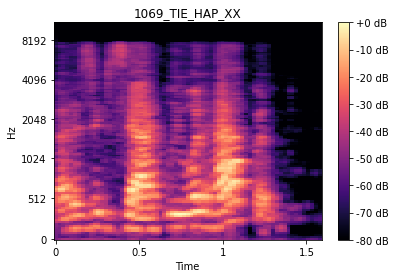 1069_TIE_HAP_XX
8192
4096
2048
1024
512
0
Hz
0
0.5
1
1.5
Time
+0 dB
-10 dB
-20 dB
-30 dB
-40 dB
-50 dB
-60 dB
-70 dB
-80 dB